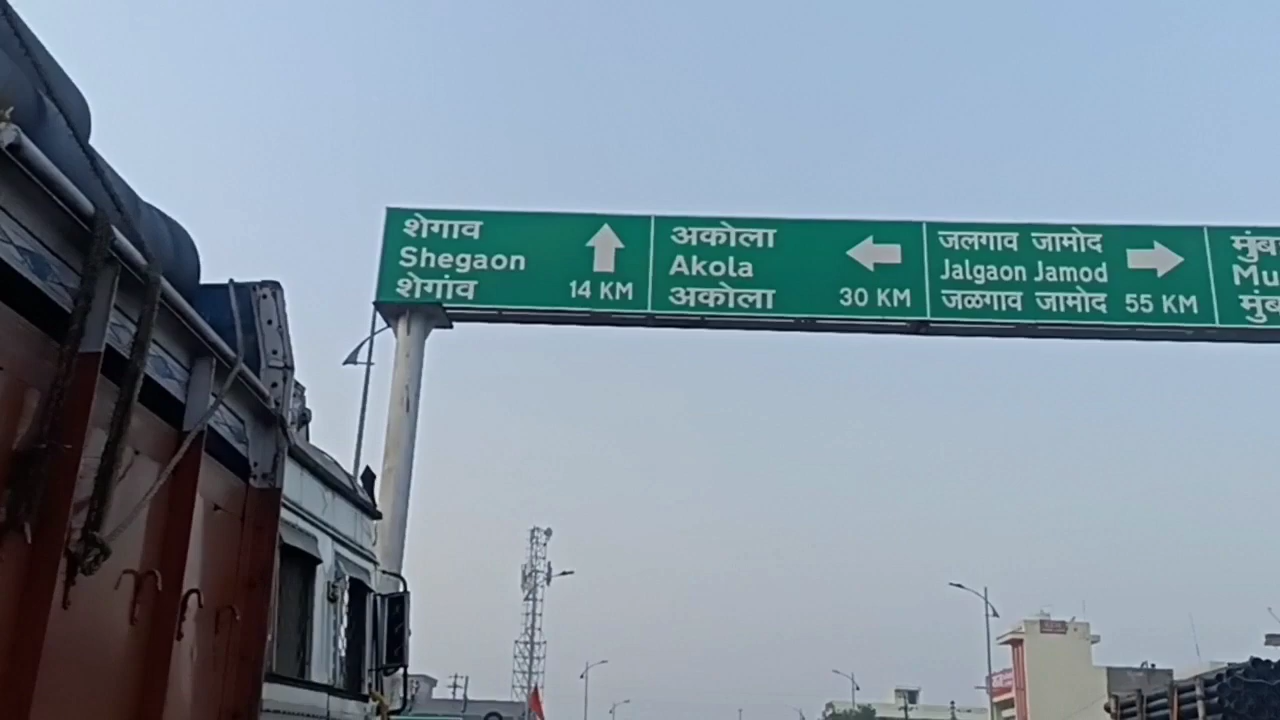 शेगाव
Shegaon
शेगांव
14 KM
अकोला
Akola
अकोला
30 KM
जलगाव जामोद
Jalgaon Jamod
जळगाव जामोद 55 KM